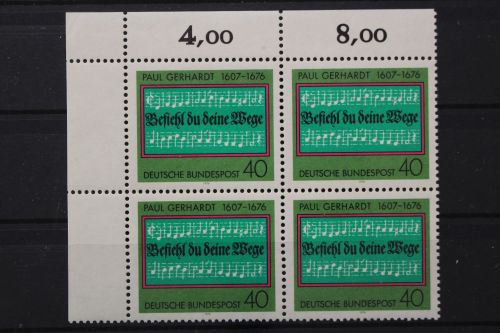 4,00 8,00
PAUL GERHARDT 1607-1676 PAUL GERHARDT 1607-1676
Befiehl du deine Wege Befiehl du deine Wege
DEUTSCHE BUNDESPOST 40 DEUTSCHE BUNDESPOST 40
PAUL GERHARDT 1607-1676 PAUL GERHARDT 1607-1676
Befiehl du deine Wege Befiehl du deine Wege
DEUTSCHE BUNDESPOST 40 DEUTSCHE BUNDESPOST 40